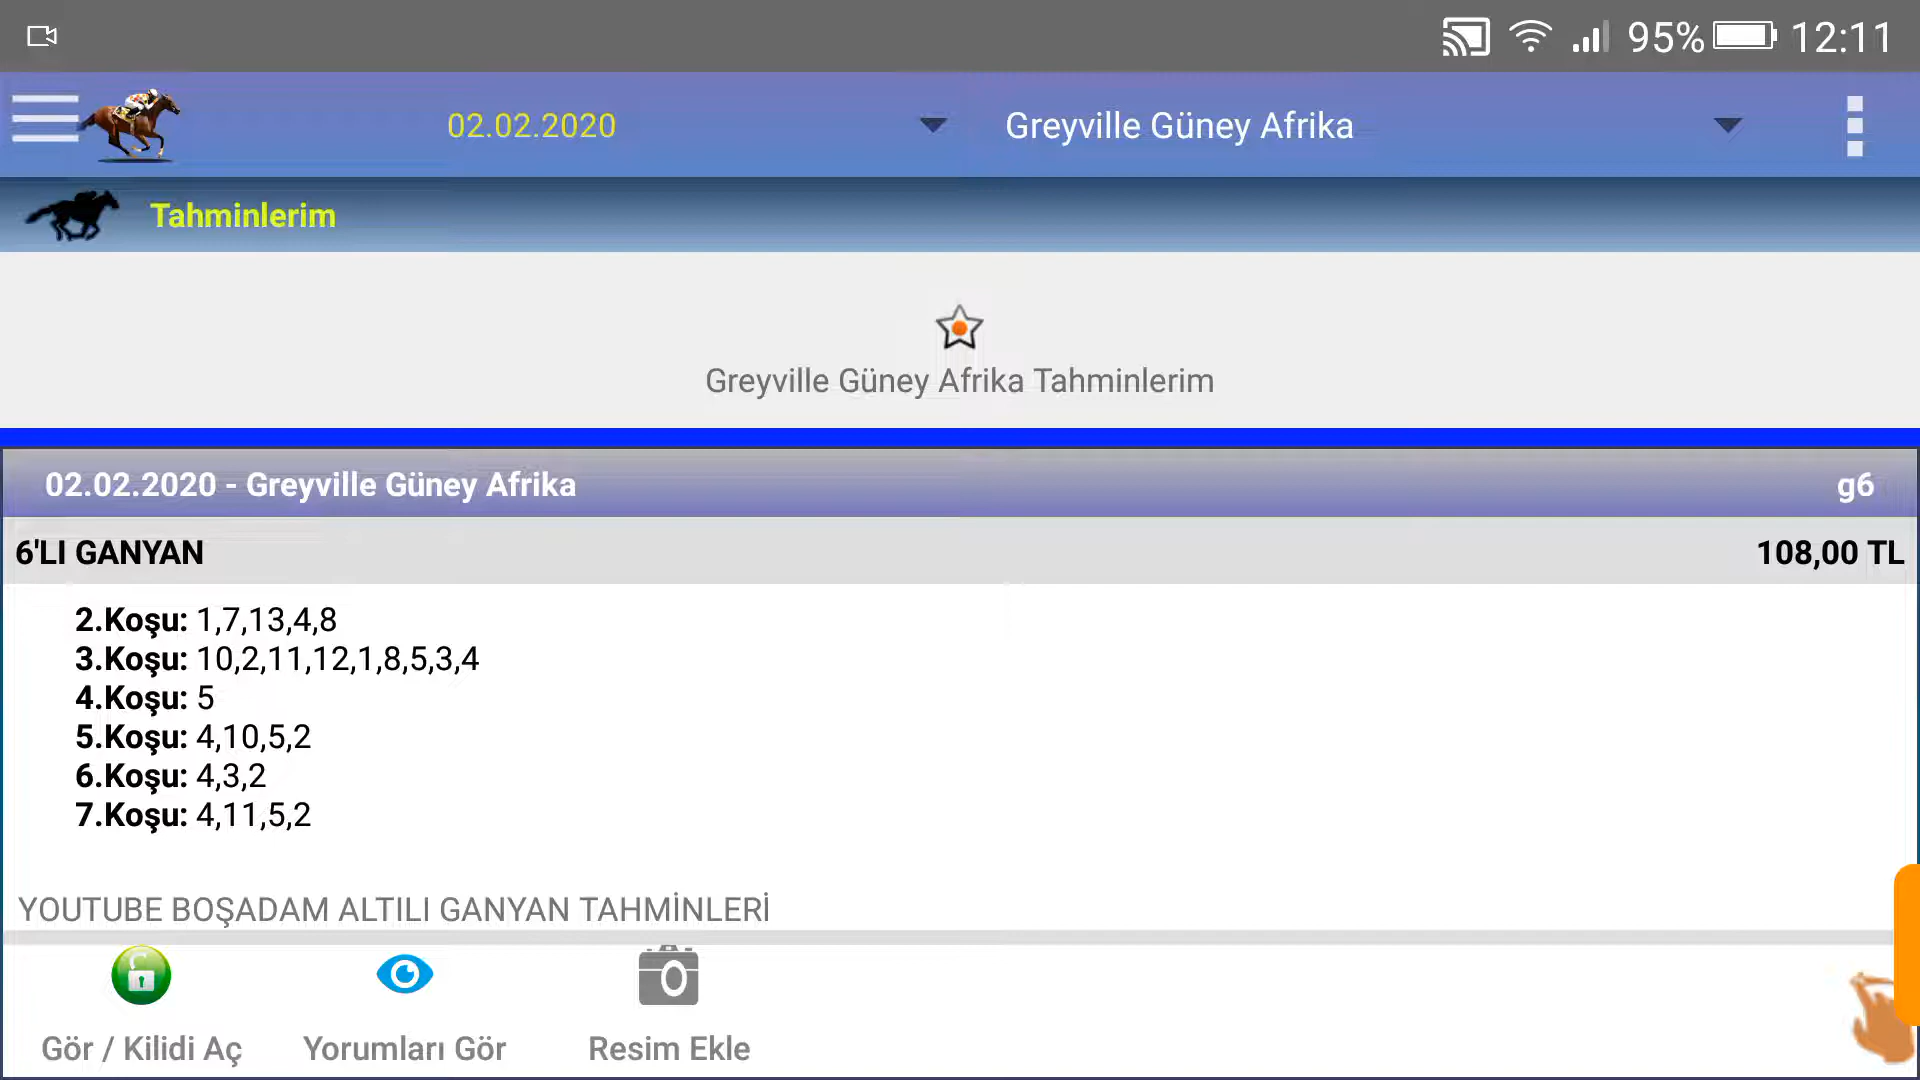 95% 12:11
02.02.2020 Greyville Güney Afrika
Tahminlerim
Greyville Güney Afrika Tahminlerim
02.02.2020 - Greyville Güney Afrika g6
6'LI GANYAN 108,00 TL
2.Koşu: 1,7,13,4,8
3.Koşu: 10,2,11,12,1,8,5,3,4
4.Koşu: 5
5.Koşu: 4,10,5,2
6.Koşu: 4,3,2
7.Koşu: 4,11,5,2
YOUTUBE BOŞADAM ALTILI GANYAN TAHMİNLERİ
Gör / Kilidi Aç Yorumları Gör Resim Ekle